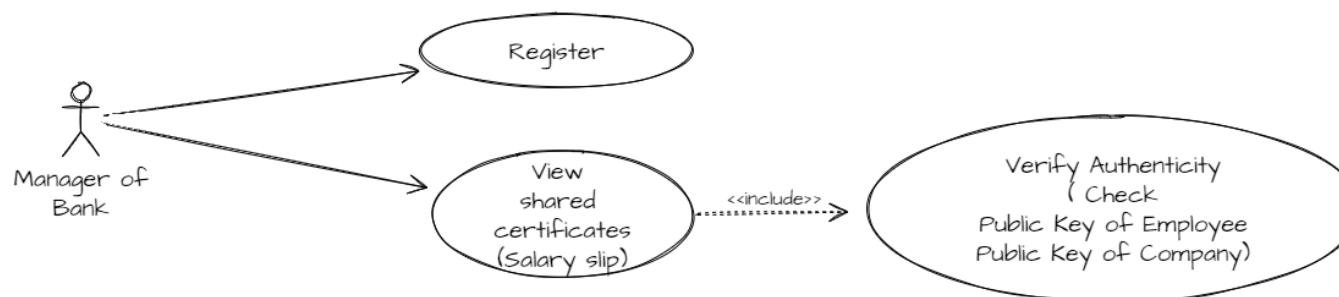 Register
Manager of
Bank
View
shared
certificates
(Salary slip)
<<include>>
Verify Authenticity
( Check
Public Key of Employee
Public Key of Company)